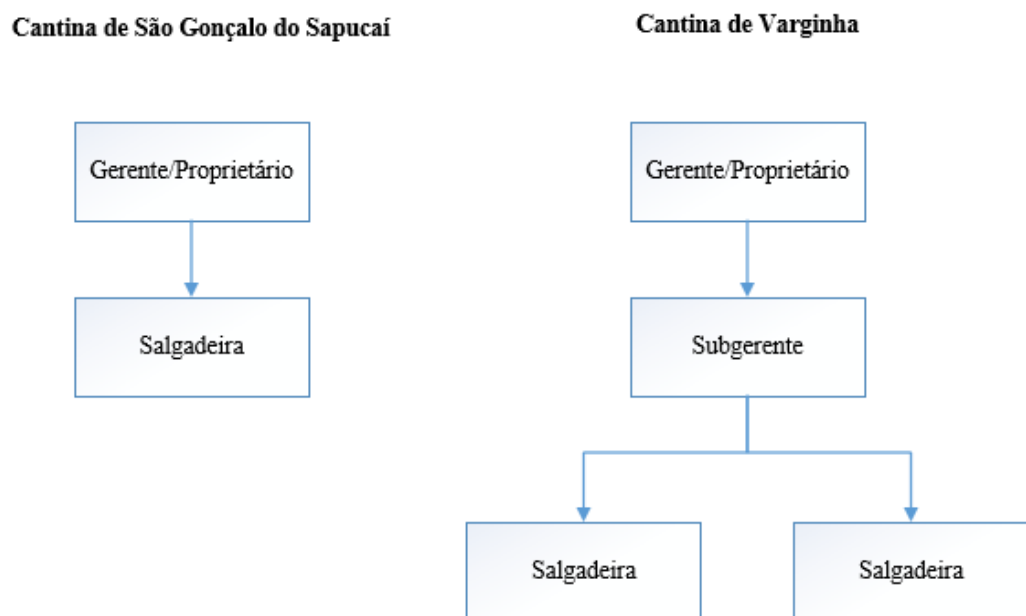 Cantina de São Gonçalo do Sapucaí
Cantina de Varginha
Gerente/Proprietário
Gerente/Proprietário
Salgadeira
Subgerente
Salgadeira
Salgadeira